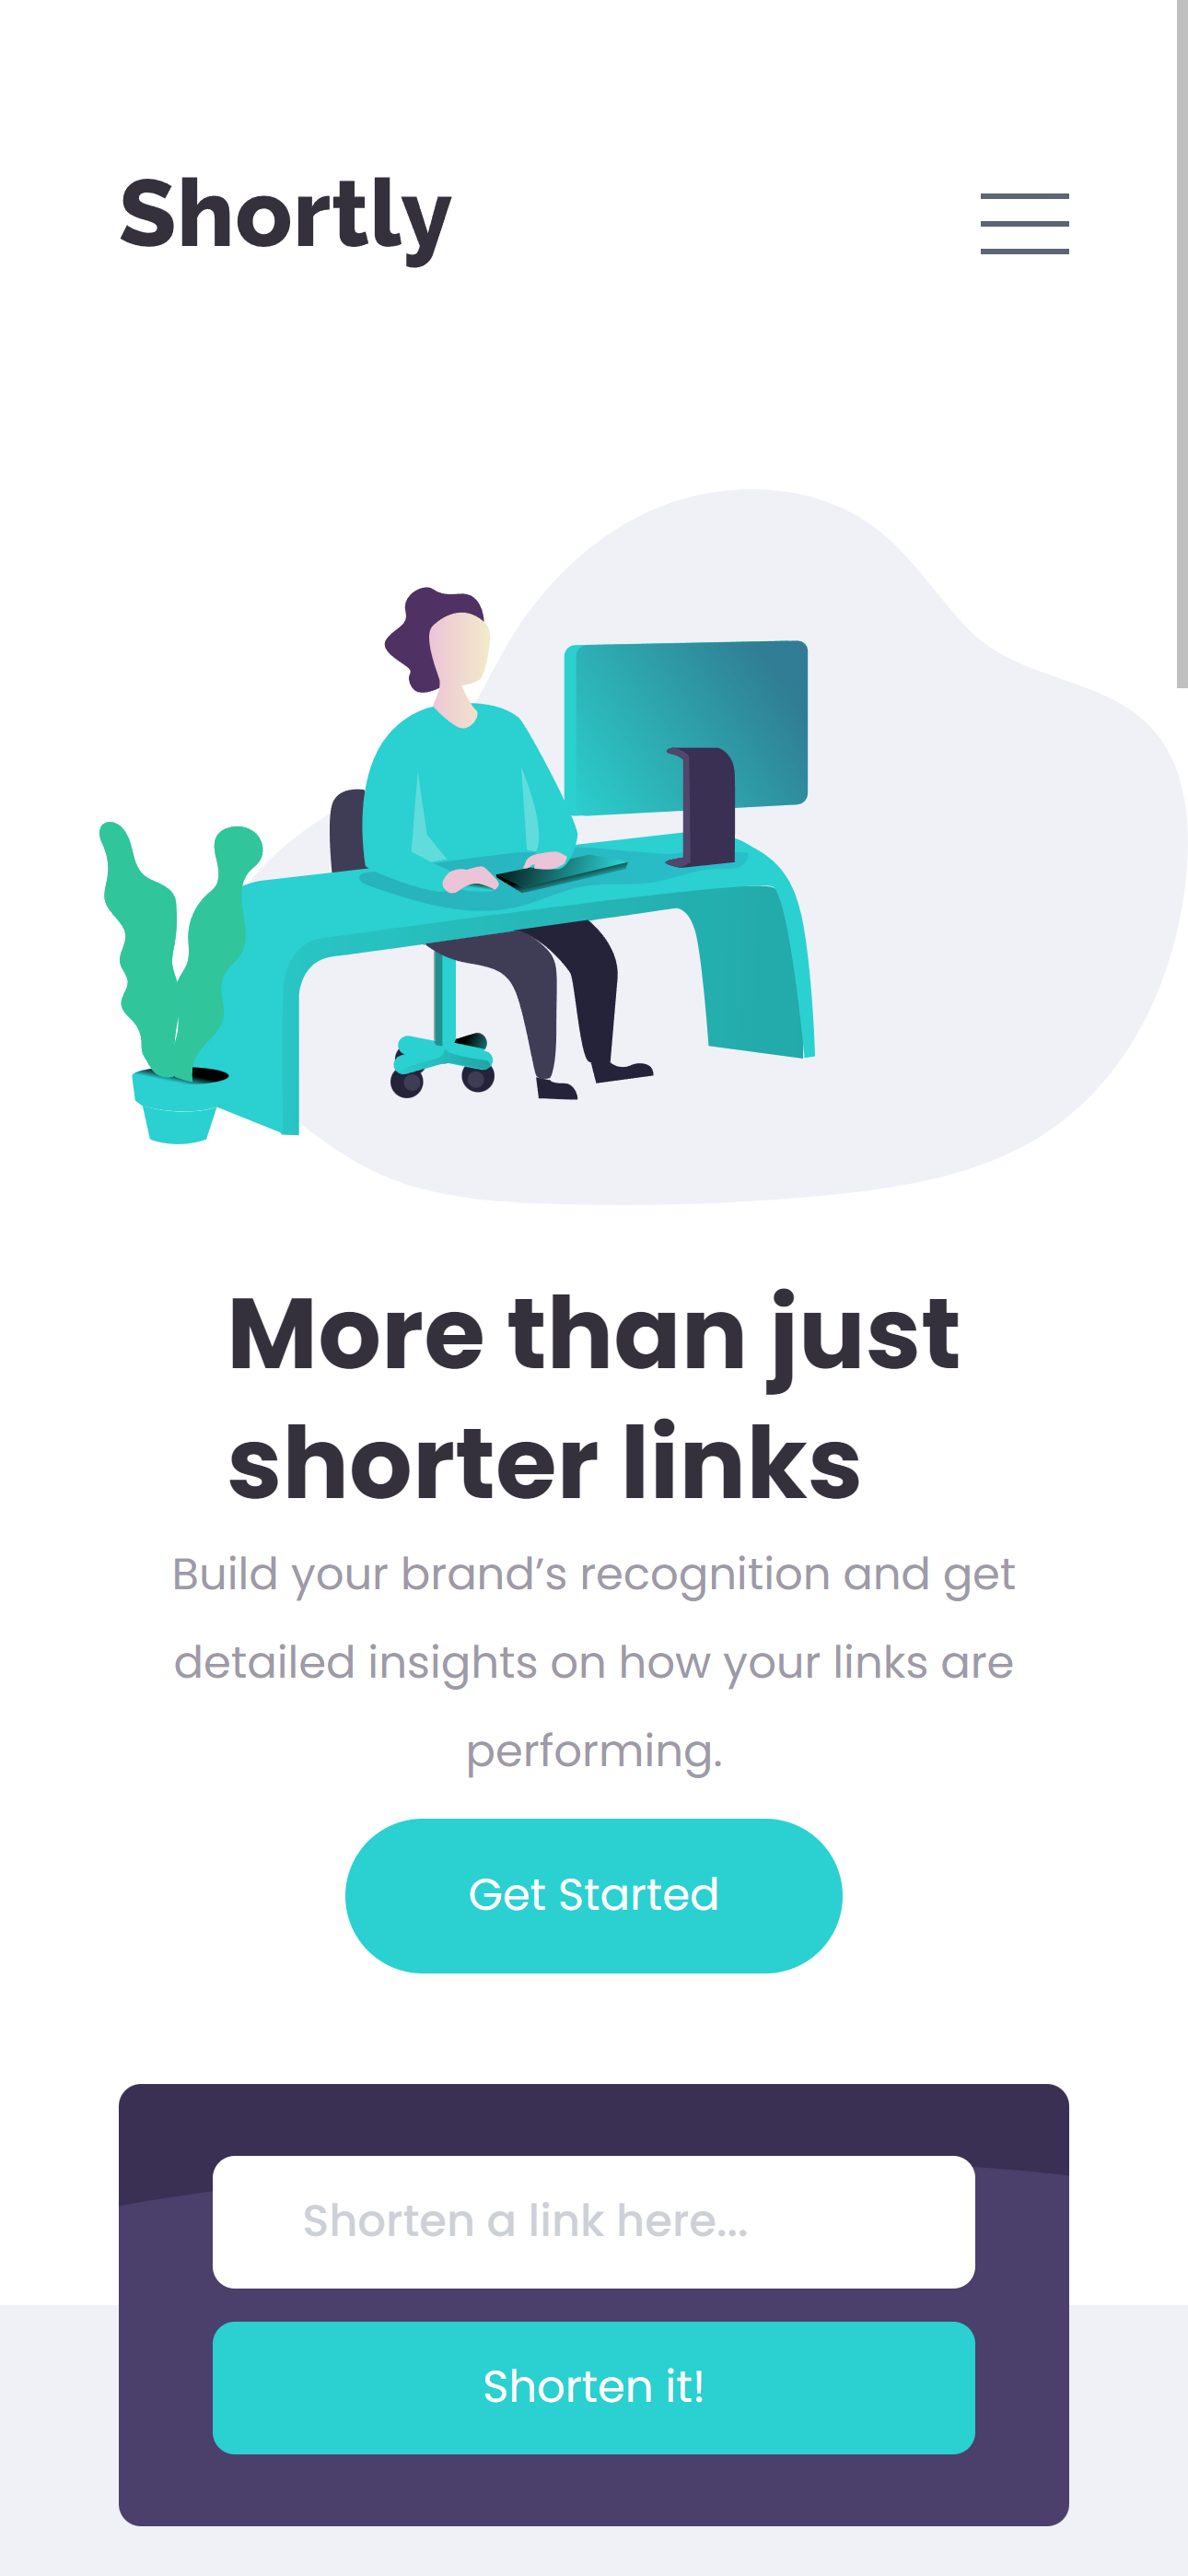 Shortly
More than just
shorter links
Build your brand’s recognition and get
detailed insights on how your links are
performing.
Get Started
Shorten a link here...
Shorten it!